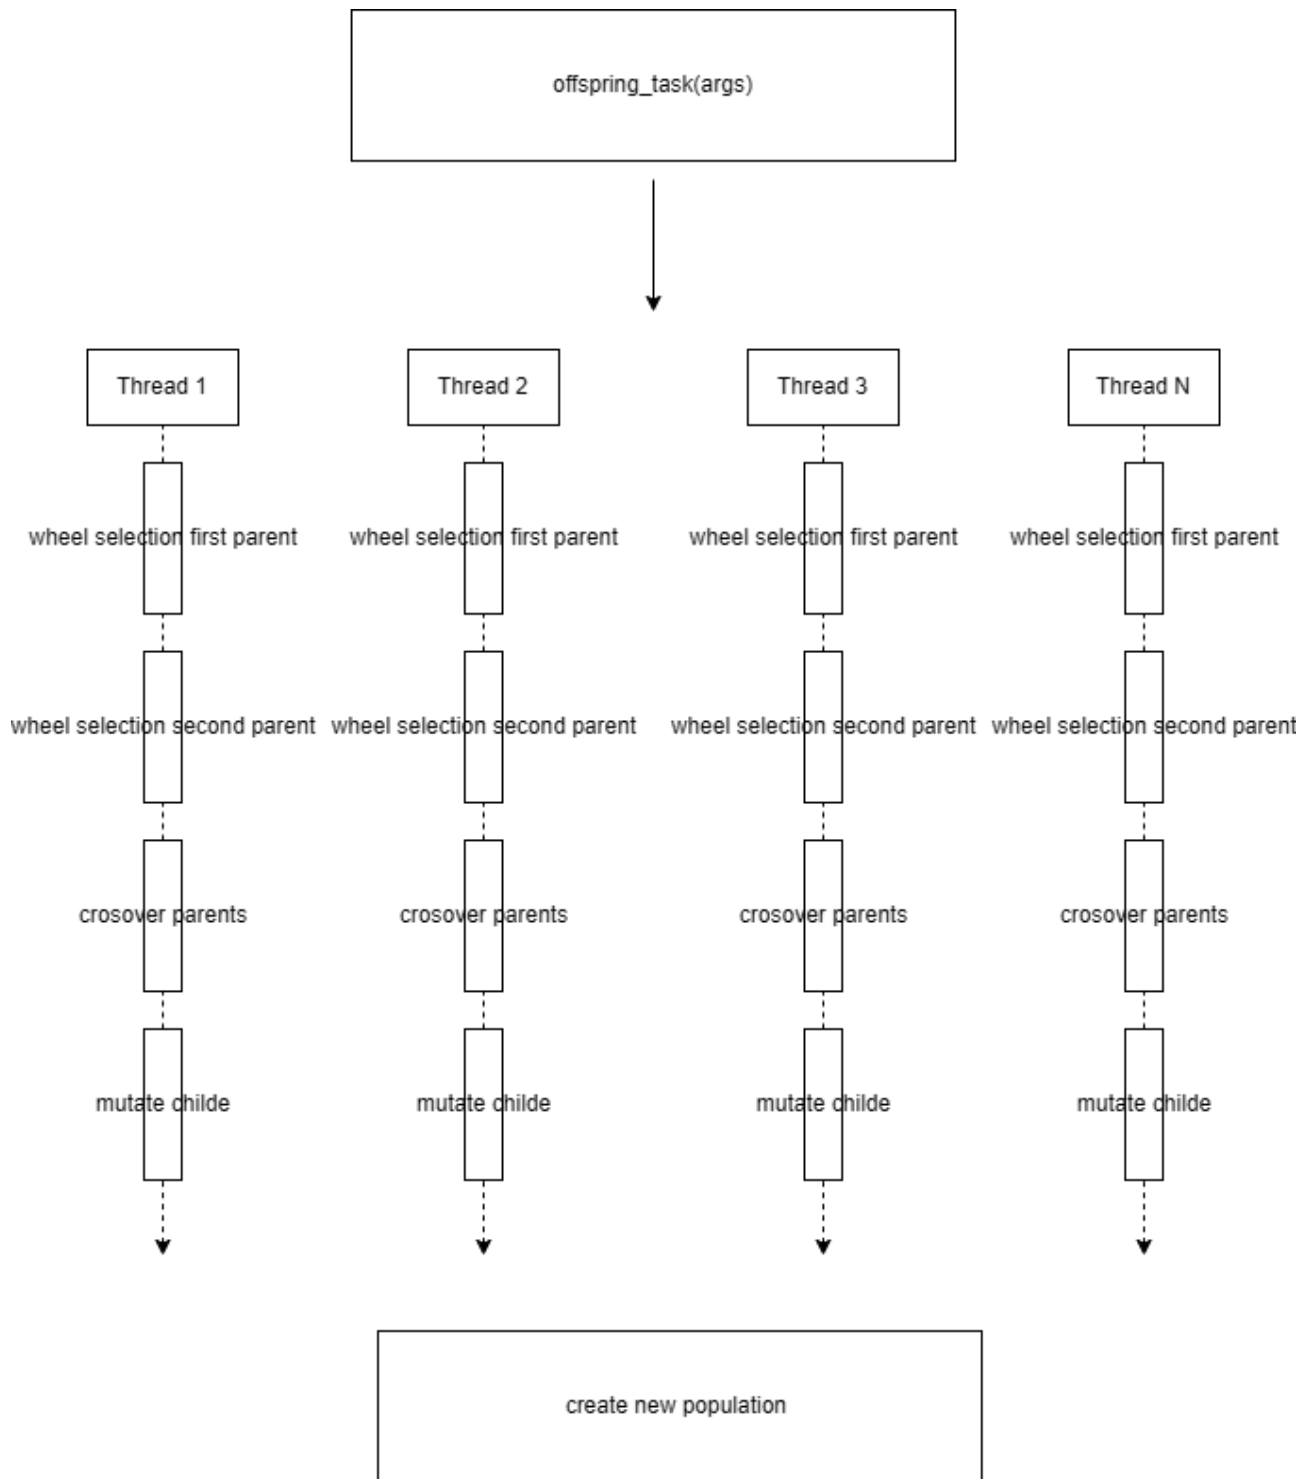 offspring_task(args)
Thread 1
Thread 2
Thread 3
Thread N
wheel selection first parent
wheel selection first parent
wheel selection first parent
wheel selection first parent
wheel selection second parent
wheel selection second parent
wheel selection second parent
wheel selection second parent
crosover parents
crosover parents
crosover parents
crosover parents
mutate childe
mutate childe
mutate childe
mutate childe
create new population